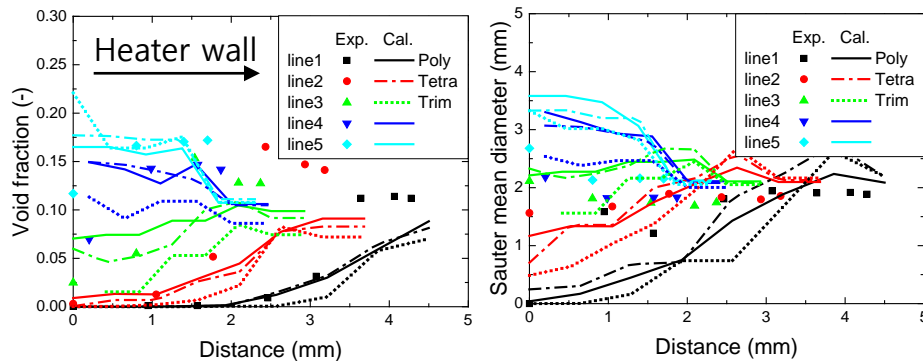 0.30
0.25
0.20
0.15
0.10
0.05
0.00
Void fraction (-)
Heater wall
Exp. Cal.
line1 Poly
line2 Tetra
line3 Trim
line4
line5
0 1 2 3 4 5
Distance (mm)
5
4
3
2
1
0
Sauter mean diameter (mm)
Exp. Cal.
line1 Poly
line2 Tetra
line3 Trim
line4
line5
0 1 2 3 4 5
Distance (mm)